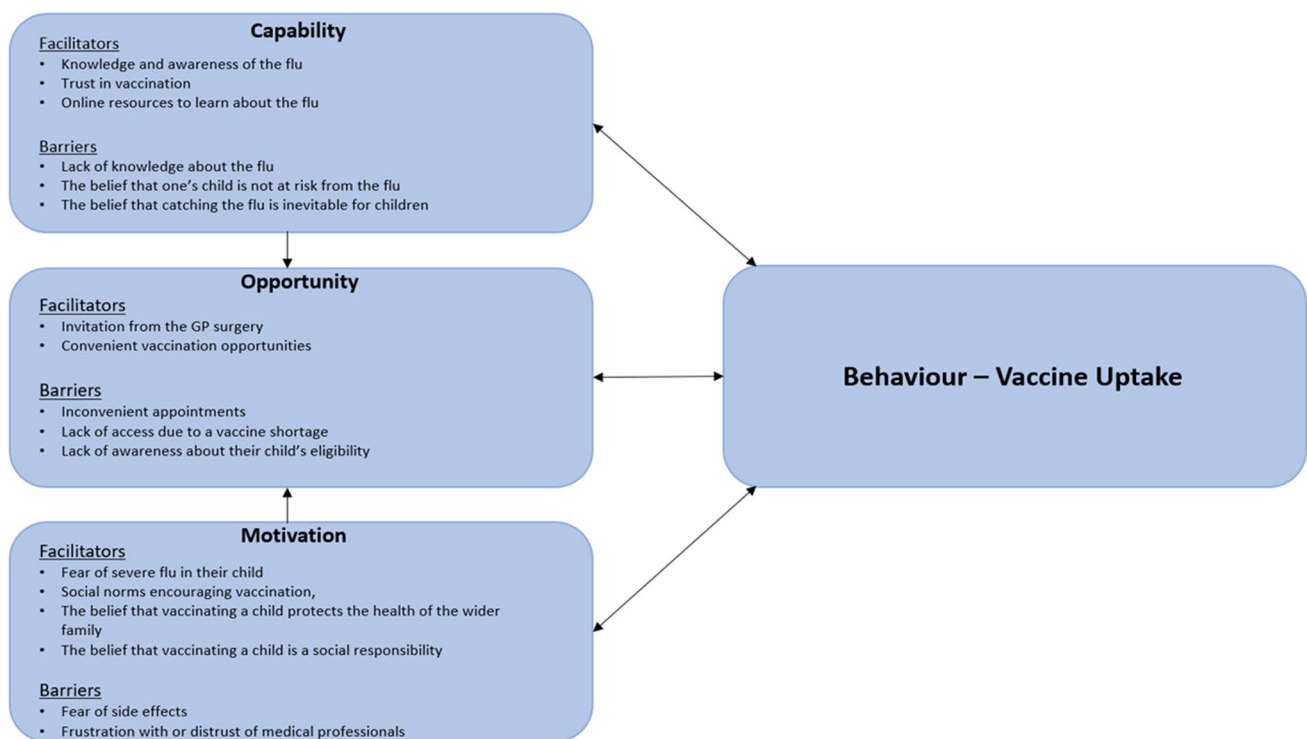 Capability
Facilitators
• Knowledge and awareness of the flu
• Trust in vaccination
• Online resources to learn about the flu
Barriers
• Lack of knowledge about the flu
• The belief that one's child is not at risk from the flu
• The belief that catching the flu is inevitable for children
Opportunity
Facilitators
• Invitation from the GP surgery
• Convenient vaccination opportunities
Barriers
• Inconvenient appointments
• Lack of access due to a vaccine shortage
• Lack of awareness about their child's eligibility
Motivation
Facilitators
• Fear of severe flu in their child
• Social norms encouraging vaccination,
• The belief that vaccinating a child protects the health of the wider
family
• The belief that vaccinating a child is a social responsibility
Barriers
• Fear of side effects
• Frustration with or distrust of medical professionals
Behaviour – Vaccine Uptake